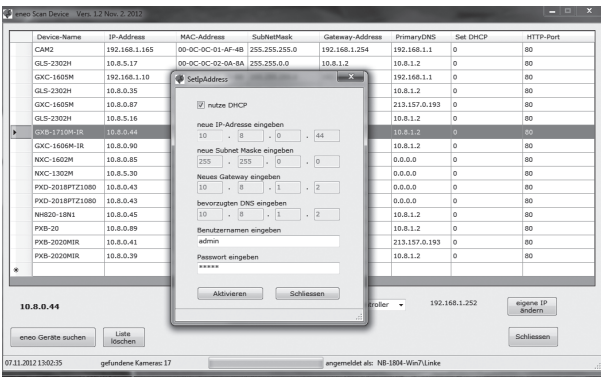 eneo Scan Device Vers. 1.2 Nov. 2. 2012
Device-Name IP-Address MAC-Address SubNetMask Gateway-Address PrimaryDNS Set DHCP HTTP-Port
CAM2 192.168.1.165 00-0C-0C-01-AF-4B 255.255.255.0 192.168.1.254 192.168.1.1 0 80
GLS-2302H 10.8.5.17 00-0C-0C-02-0A-8A 255.255.0.0 10.8.1.2 10.8.1.2 0 80
GXC-1605M 192.168.1.10 192.168.1.1 0 80
GLS-2302H 10.8.0.35 10.8.1.2 0 80
GXC-1605M 10.8.0.87 213.157.0.193 0 80
GLS-2302H 10.8.5.16 10.8.1.2 0 80
GXB-1710M-IR 10.8.0.44 10.8.1.2 0 80
GXC-1606M-IR 10.8.0.90 10.8.1.2 0 80
NXC-1602M 10.8.0.85 0.0.0.0 0 80
NXC-1302M 10.8.5.30 0.0.0.0 0 80
PXD-2018PTZ1080 10.8.0.43 0.0.0.0 0 80
PXD-2018PTZ1080 10.8.0.43 0.0.0.0 0 80
NH820-18N1 10.8.0.45 10.8.1.2 0 80
PXB-20 10.8.0.89 10.8.1.2 0 80
PXB-2020MIR 10.8.0.41 213.157.0.193 0 80
PXB-2020MIR 10.8.0.39 10.8.1.2 0 80
SetIpAddress
nutze DHCP
neue IP-Adresse eingeben
10 . 8 . 0 . 44
neue Subnet Maske eingeben
255 . 255 . 0 . 0
Neues Gateway eingeben
10 . 8 . 1 . 2
bevorzugten DNS eingeben
10 . 8 . 1 . 2
Benutzernamen eingeben
admin
Passwort eingeben
*****
Aktivieren Schliessen
10.8.0.44 ntroller 192.168.1.252 eigene IP
ändern
eneo Geräte suchen Liste
löschen Schliessen
07.11.2012 13:02:35 gefundene Kameras: 17 angemeldet als: NB-1804-Win7\Linke